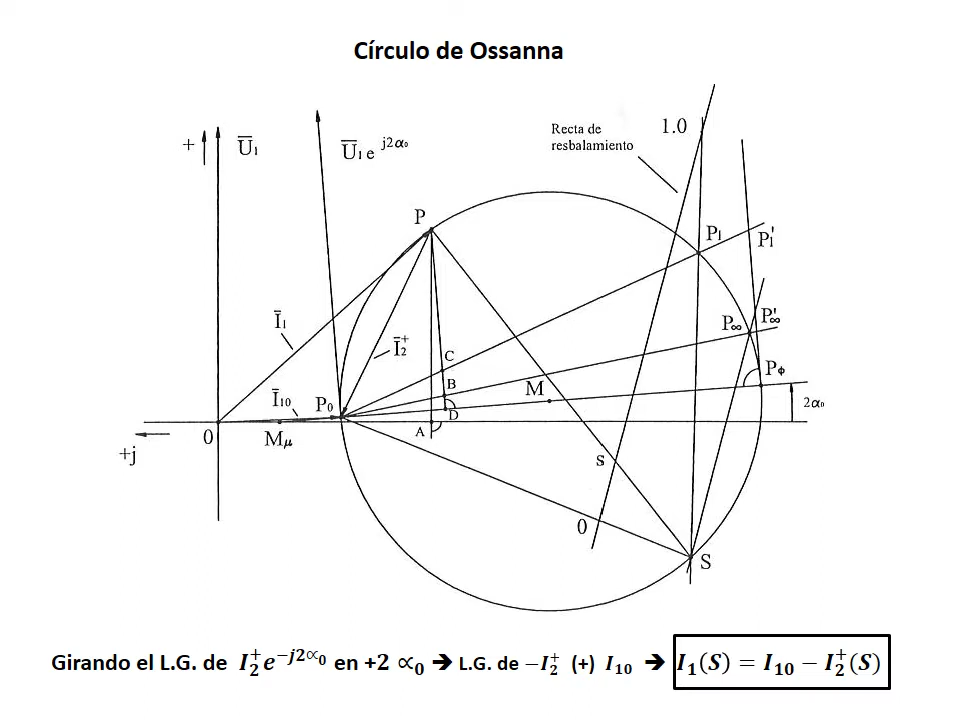 Círculo de Ossanna
+ U̅₁
U̅₁ e^j2α₀
Recta de
resbalamiento
1.0
P
P₁
P₁'
I̅₁
I̅₂⁺
P∞
P'∞
C
B
M
Pϕ
I̅₁₀
P₀
D
A
2α₀
0
Mμ
+j
s
0
S
Girando el L.G. de I₂⁺e^−j2∝₀ en +2 ∝₀ ➔ L.G. de −I₂⁺ (+) I₁₀ ➔ I₁(S) = I₁₀ − I₂⁺(S)